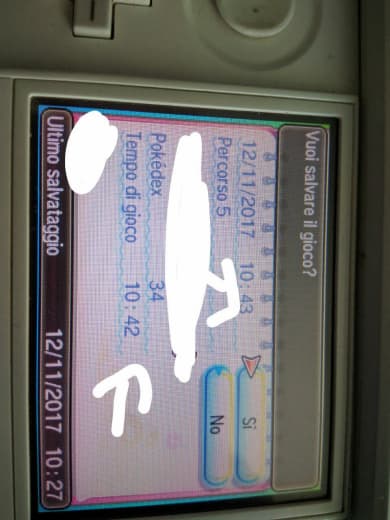 Vuoi salvare il gioco?
12/11/2017 10:43
Percorso 5
Sì
No
Pokédex 34
Tempo di gioco 10:42
Ultimo salvataggio 12/11/2017 10:27